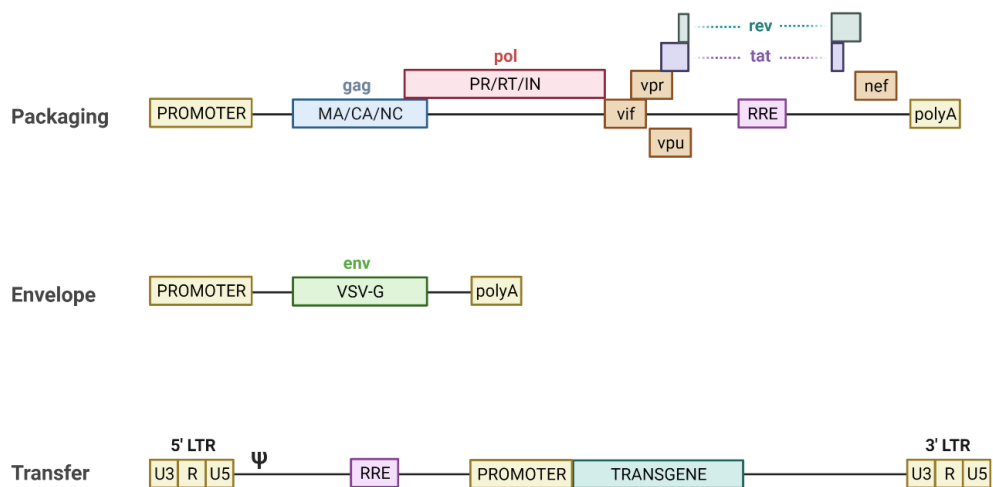 rev
pol
tat
gag
PR/RT/IN
vpr
nef
Packaging
PROMOTER
MA/CA/NC
vif
RRE
polyA
vpu
env
Envelope
PROMOTER
VSV-G
polyA
5' LTR
Ψ
3' LTR
Transfer
U3 R U5
RRE
PROMOTER
TRANSGENE
U3 R U5